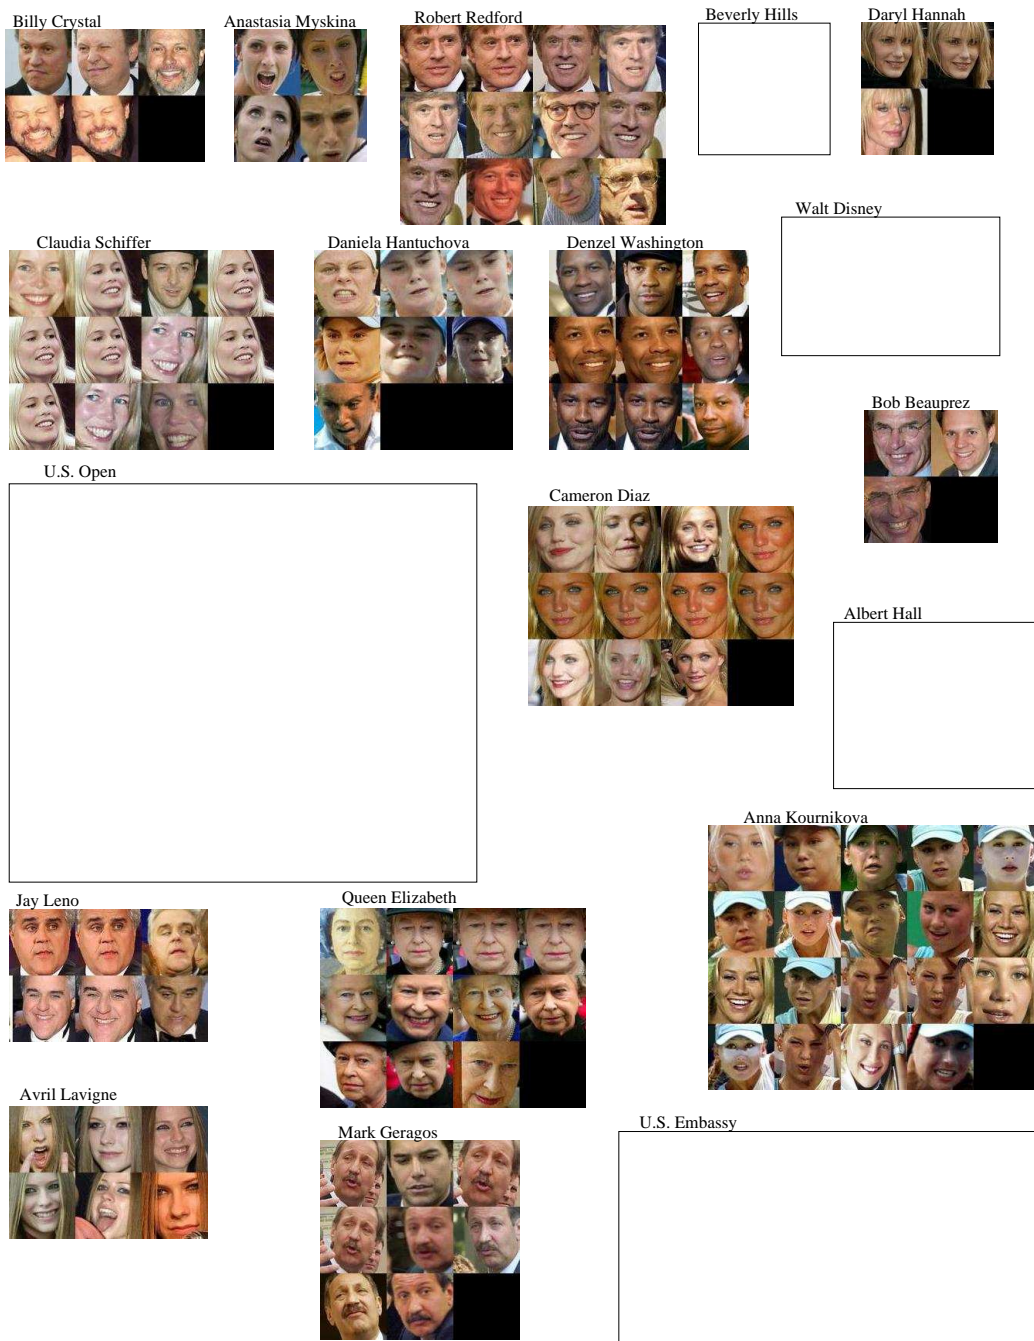 Billy Crystal
Anastasia Myskina
Robert Redford
Beverly Hills
Daryl Hannah
Walt Disney
Claudia Schiffer
Daniela Hantuchova
Denzel Washington
Bob Beauprez
U.S. Open
Cameron Diaz
Albert Hall
Anna Kournikova
Jay Leno
Queen Elizabeth
Avril Lavigne
U.S. Embassy
Mark Geragos